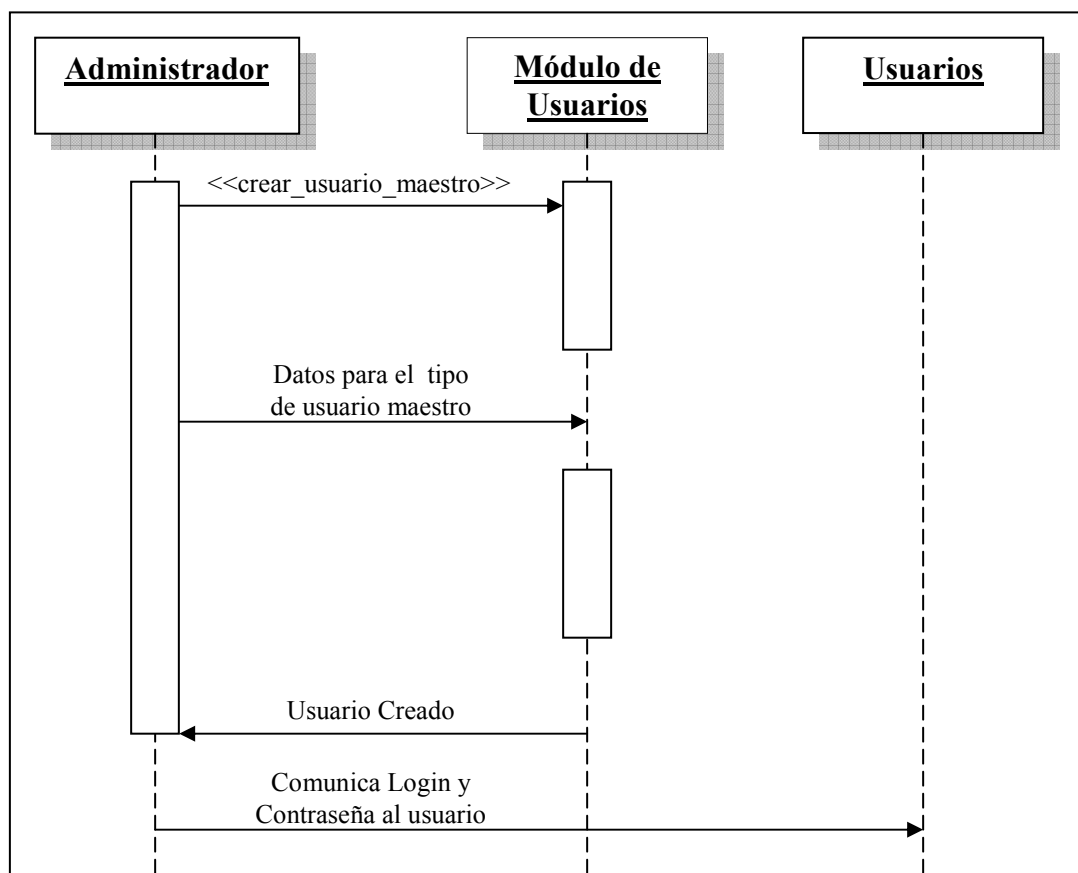 Administrador
Módulo de
Usuarios
Usuarios
<<crear_usuario_maestro>>
Datos para el  tipo
de usuario maestro
Usuario Creado
Comunica Login y
Contraseña al usuario